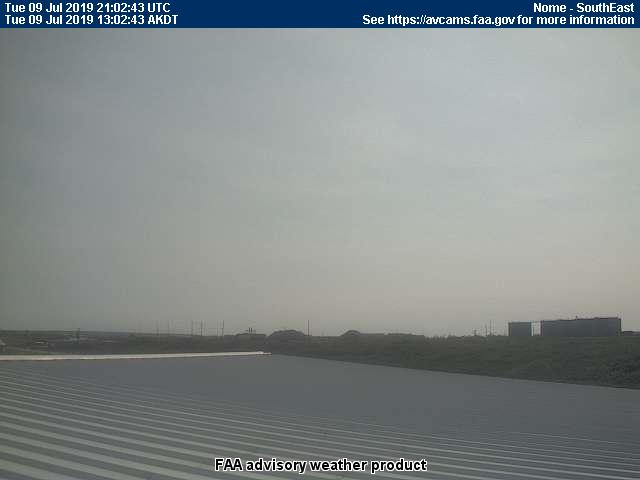 Tue 09 Jul 2019 21:02:43 UTC
Nome - SouthEast
Tue 09 Jul 2019 13:02:43 AKDT
See https://avcams.faa.gov for more information
FAA advisory weather product